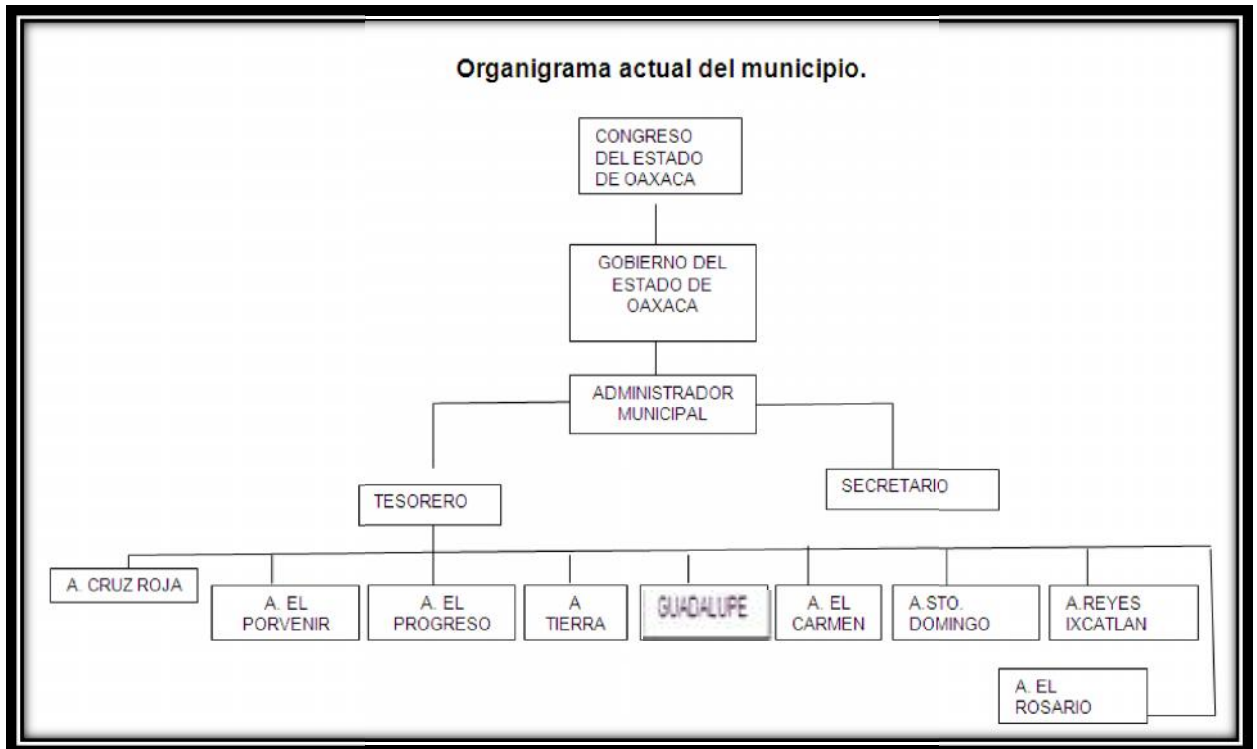 Organigrama actual del municipio.
CONGRESO
DEL ESTADO
DE OAXACA
GOBIERNO DEL
ESTADO DE
OAXACA
ADMINISTRADOR
MUNICIPAL
TESORERO
SECRETARIO
A. CRUZ ROJA
A. EL
PORVENIR
A. EL
PROGRESO
A
TIERRA
GUADALUPE
A. EL
CARMEN
A.STO.
DOMINGO
A.REYES
IXCATLAN
A. EL
ROSARIO